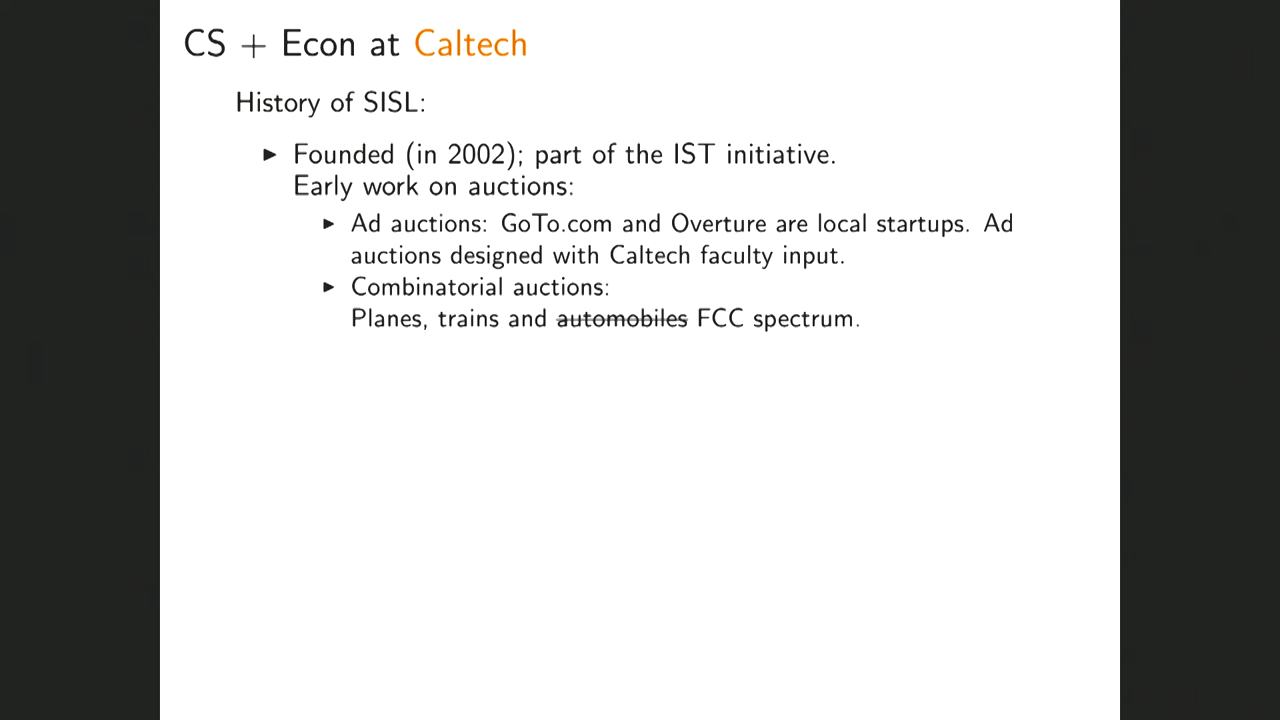 CS + Econ at Caltech
History of SISL:
► Founded (in 2002); part of the IST initiative.
Early work on auctions:
► Ad auctions: GoTo.com and Overture are local startups. Ad
auctions designed with Caltech faculty input.
► Combinatorial auctions:
Planes, trains and automobiles FCC spectrum.